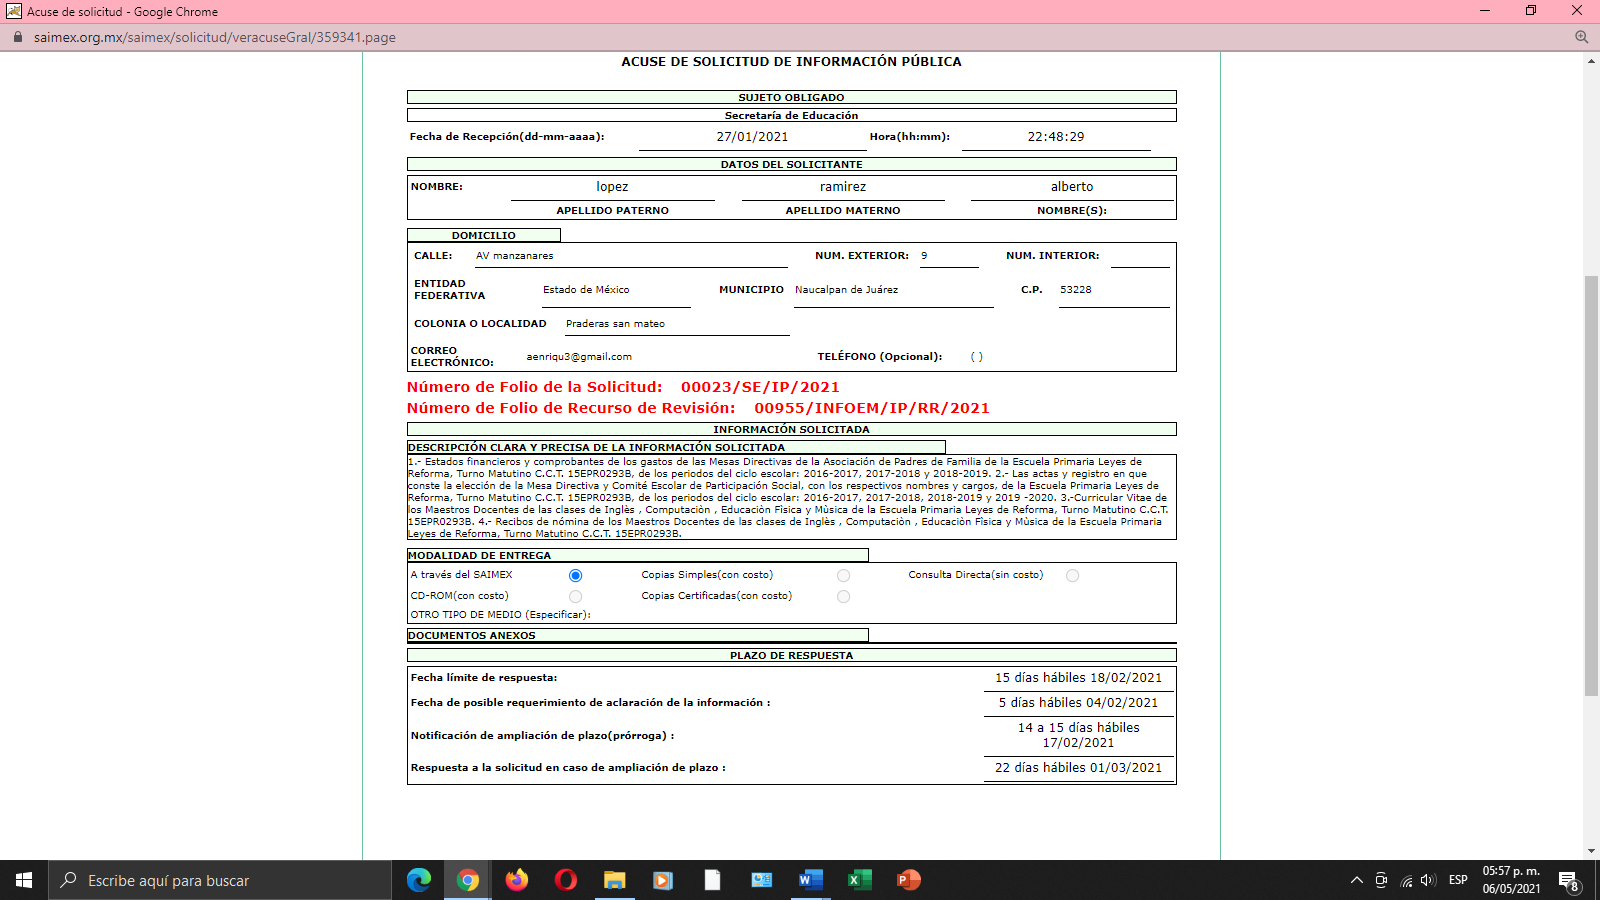 Acuse de solicitud - Google Chrome
saimex.org.mx/saimex/solicitud/veracuseGral/359341.page
ACUSE DE SOLICITUD DE INFORMACIÓN PÚBLICA
SUJETO OBLIGADO
Secretaría de Educación
Fecha de Recepción(dd-mm-aaaa): 27/01/2021 Hora(hh:mm): 22:48:29
DATOS DEL SOLICITANTE
NOMBRE: lopez ramirez alberto
APELLIDO PATERNO APELLIDO MATERNO NOMBRE(S):
DOMICILIO
CALLE: AV manzanares NUM. EXTERIOR: 9 NUM. INTERIOR:
ENTIDAD FEDERATIVA Estado de México MUNICIPIO Naucalpan de Juárez C.P. 53228
COLONIA O LOCALIDAD Praderas san mateo
CORREO ELECTRÓNICO: aenriqu3@gmail.com TELÉFONO (Opcional): ( )
Número de Folio de la Solicitud: 00023/SE/IP/2021
Número de Folio de Recurso de Revisión: 00955/INFOEM/IP/RR/2021
INFORMACIÓN SOLICITADA
DESCRIPCIÓN CLARA Y PRECISA DE LA INFORMACIÓN SOLICITADA
1.- Estados financieros y comprobantes de los gastos de las Mesas Directivas de la Asociación de Padres de Familia de la Escuela Primaria Leyes de
Reforma, Turno Matutino C.C.T. 15EPR0293B, de los periodos del ciclo escolar: 2016-2017, 2017-2018 y 2018-2019. 2.- Las actas y registro en que
conste la elección de la Mesa Directiva y Comité Escolar de Participación Social, con los respectivos nombres y cargos, de la Escuela Primaria Leyes de
Reforma, Turno Matutino C.C.T. 15EPR0293B, de los periodos del ciclo escolar: 2016-2017, 2017-2018, 2018-2019 y 2019 -2020. 3.-Curricular Vitae de
los Maestros Docentes de las clases de Inglès , Computaciòn , Educaciòn Fìsica y Mùsica de la Escuela Primaria Leyes de Reforma, Turno Matutino C.C.T.
15EPR0293B. 4.- Recibos de nómina de los Maestros Docentes de las clases de Inglès , Computaciòn , Educaciòn Fìsica y Mùsica de la Escuela Primaria
Leyes de Reforma, Turno Matutino C.C.T. 15EPR0293B.
MODALIDAD DE ENTREGA
A través del SAIMEX Copias Simples(con costo) Consulta Directa(sin costo)
CD-ROM(con costo) Copias Certificadas(con costo)
OTRO TIPO DE MEDIO (Especificar):
DOCUMENTOS ANEXOS
PLAZO DE RESPUESTA
Fecha límite de respuesta: 15 días hábiles 18/02/2021
Fecha de posible requerimiento de aclaración de la información : 5 días hábiles 04/02/2021
Notificación de ampliación de plazo(prórroga) : 14 a 15 días hábiles 17/02/2021
Respuesta a la solicitud en caso de ampliación de plazo : 22 días hábiles 01/03/2021
Escribe aquí para buscar
ESP
05:57 p. m.
06/05/2021
8